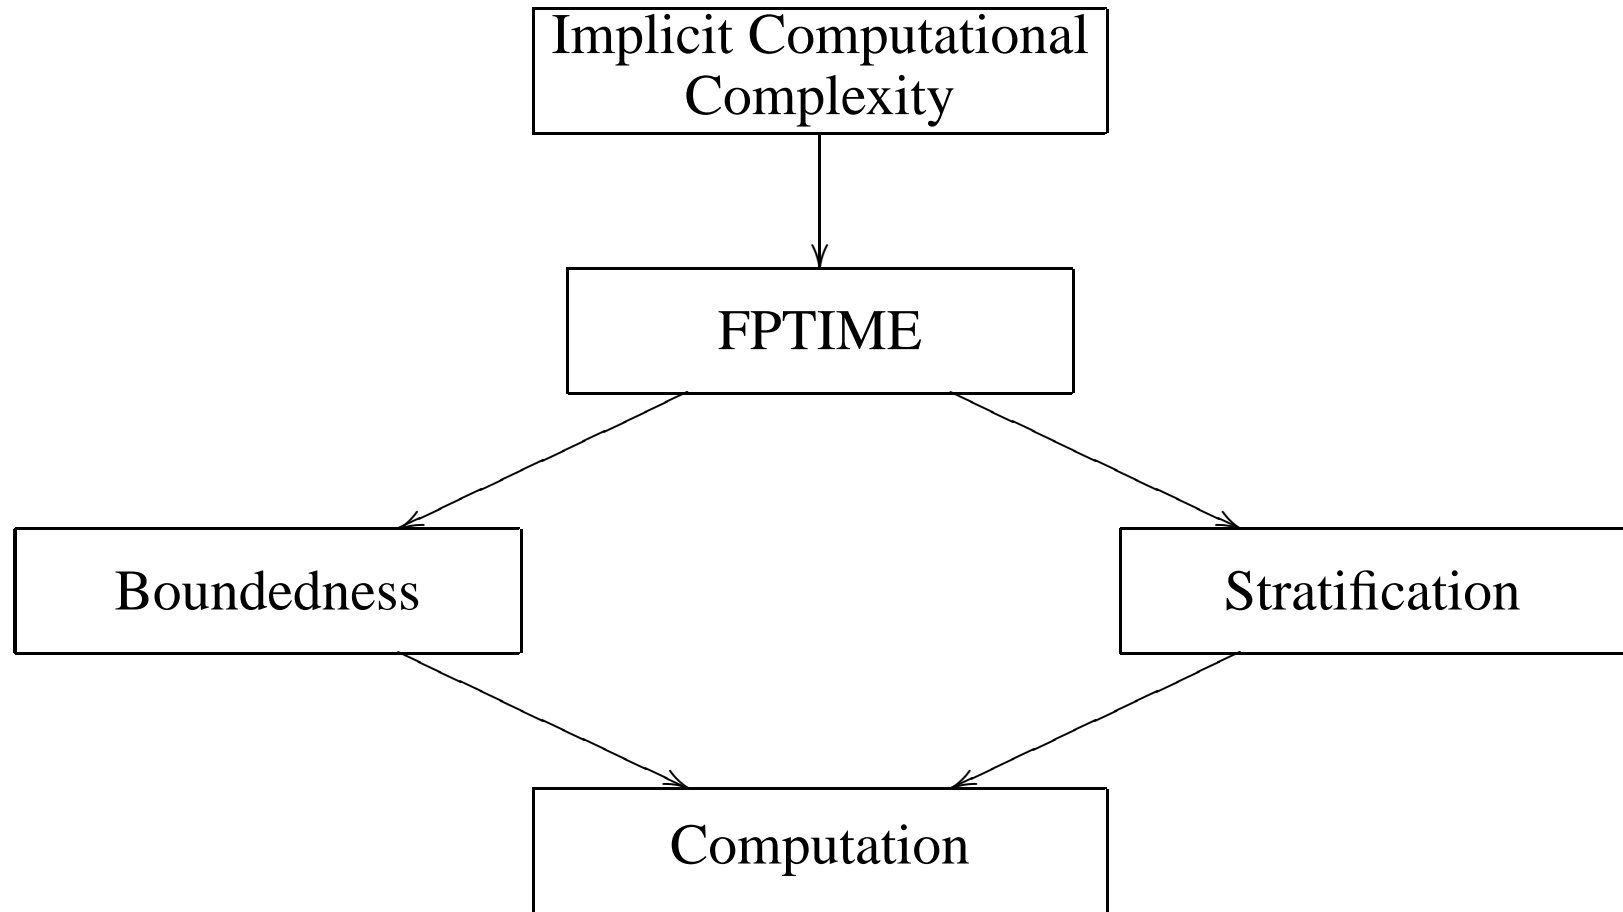 Implicit Computational
Complexity
FPTIME
Boundedness
Stratification
Computation